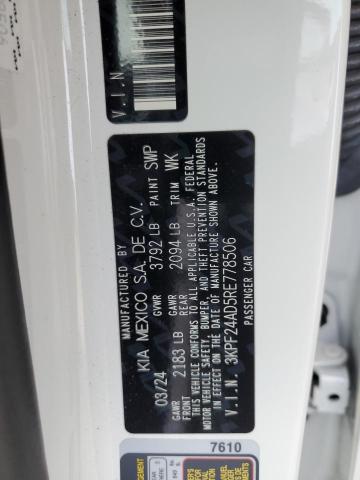 V.I.N
MANUFACTURED BY
KIA MEXICO S.A. DE C.V.
03/24 GVWR 3792 LB PAINT SWP
GAWR FRONT 2183 LB GAWR REAR 2094 LB TRIM WK
THIS VEHICLE CONFORMS TO ALL APPLICABLE U.S.A. FEDERAL
MOTOR VEHICLE SAFETY, BUMPER, AND THEFT PREVENTION STANDARDS
IN EFFECT ON THE DATE OF MANUFACTURE SHOWN ABOVE.
V.I.N. 3KPF24AD5RE778506
PASSENGER CAR
7610